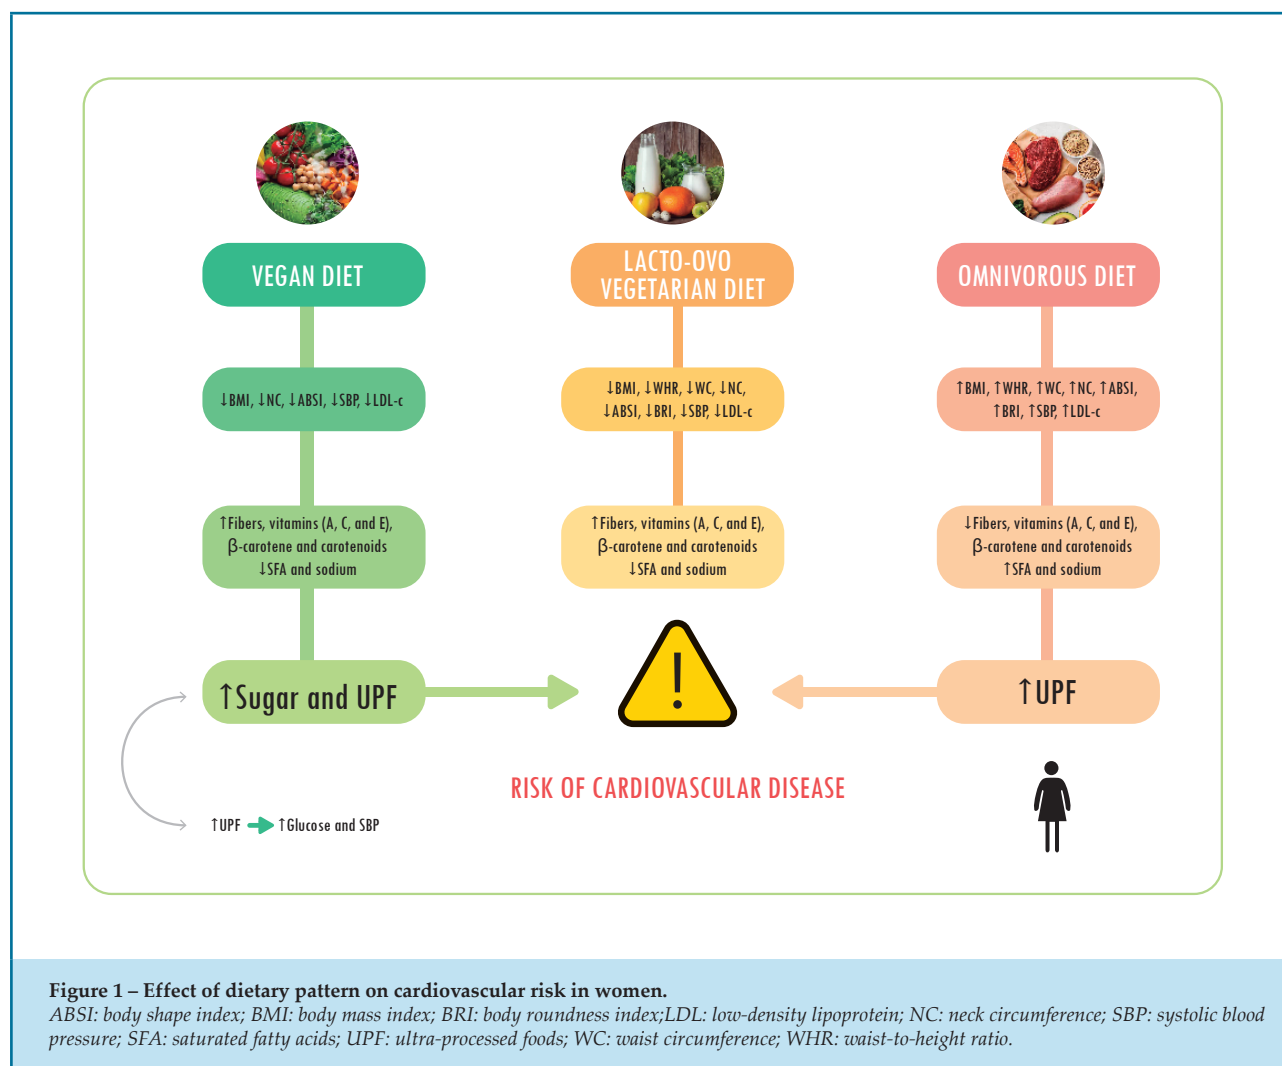 VEGAN DIET
↓BMI, ↓NC, ↓ABSI, ↓SBP, ↓LDL-c
↑Fibers, vitamins (A, C, and E),
β-carotene and carotenoids
↓SFA and sodium
↑Sugar and UPF
↑UPF → ↑Glucose and SBP
LACTO-OVO
VEGETARIAN DIET
↓BMI, ↓WHR, ↓WC, ↓NC,
↓ABSI, ↓BRI, ↓SBP, ↓LDL-c
↑Fibers, vitamins (A, C, and E),
β-carotene and carotenoids
↓SFA and sodium
!
RISK OF CARDIOVASCULAR DISEASE
OMNIVOROUS DIET
↑BMI, ↑WHR, ↑WC, ↑NC, ↑ABSI,
↑BRI, ↑SBP, ↑LDL-c
↓Fibers, vitamins (A, C, and E),
β-carotene and carotenoids
↑SFA and sodium
↑UPF
Figure 1 – Effect of dietary pattern on cardiovascular risk in women.
ABSI: body shape index; BMI: body mass index; BRI: body roundness index;LDL: low-density lipoprotein; NC: neck circumference; SBP: systolic blood
pressure; SFA: saturated fatty acids; UPF: ultra-processed foods; WC: waist circumference; WHR: waist-to-height ratio.